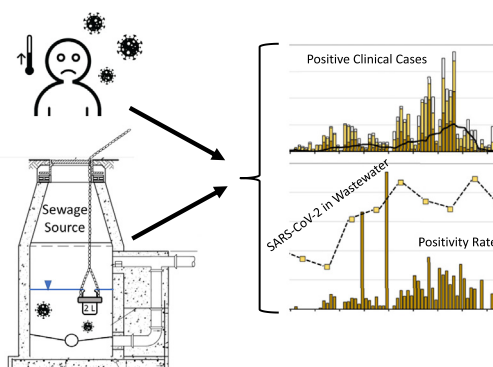 Positive Clinical Cases
Sewage
Source
SARS-CoV-2 in Wastewater
Positivity Rate
2 L